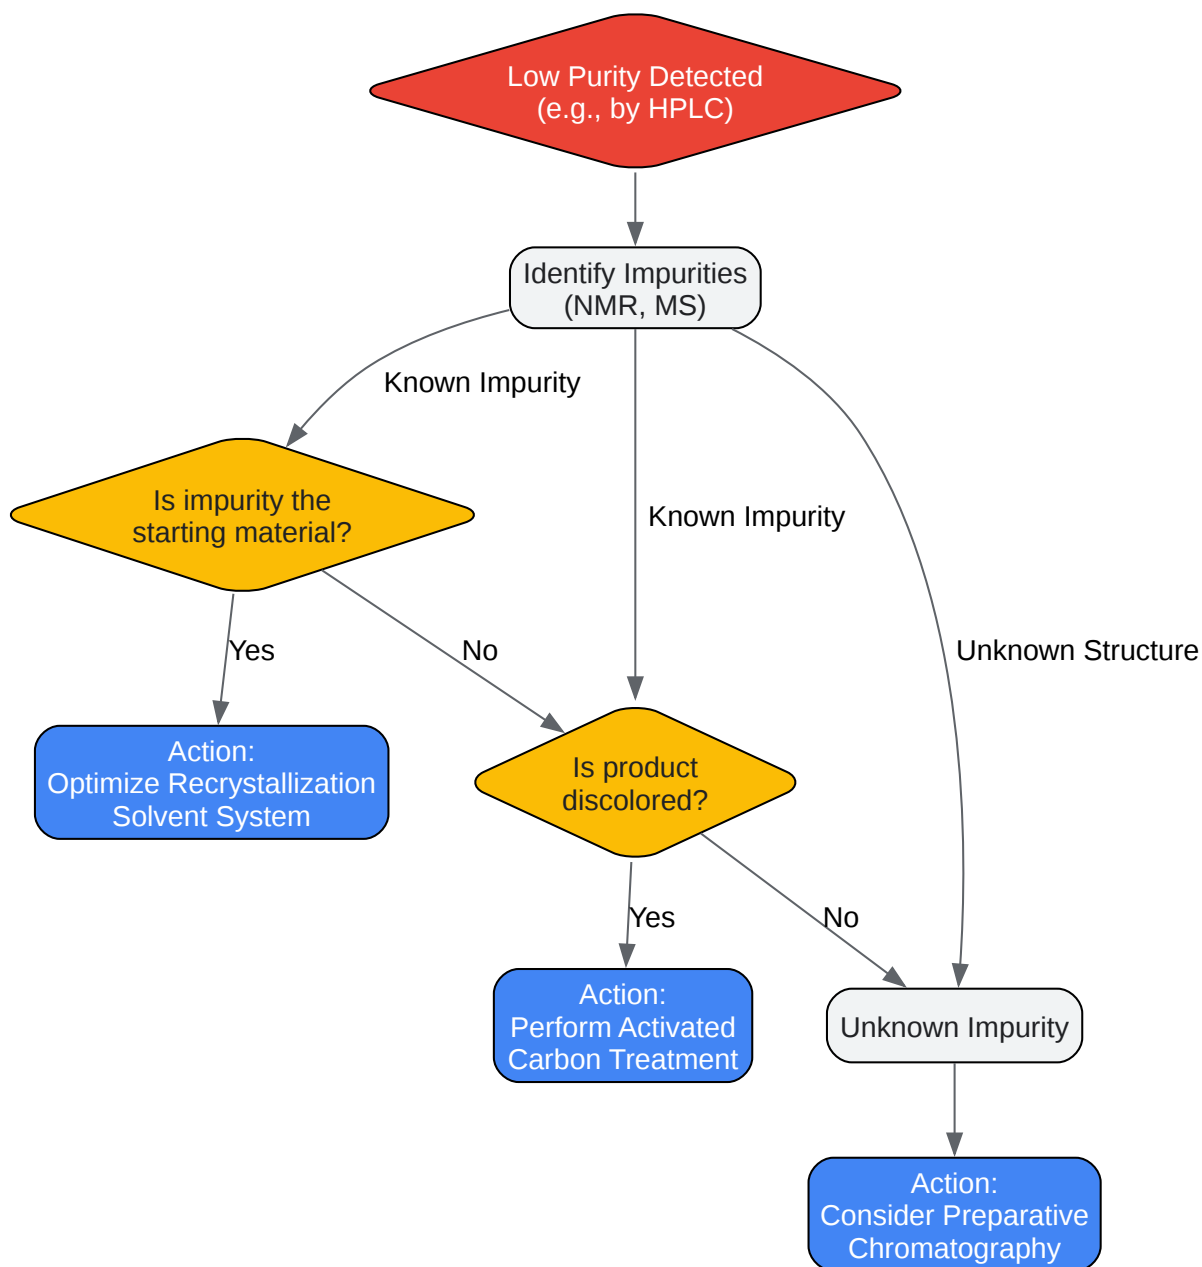 Low Purity Detected
(e.g., by HPLC)
Identify Impurities
(NMR, MS)
Known Impurity
Is impurity the
starting material?
Known Impurity
Yes
No
Unknown Structure
Action:
Optimize Recrystallization
Solvent System
Is product
discolored?
Yes
No
Action:
Perform Activated
Carbon Treatment
Unknown Impurity
Action:
Consider Preparative
Chromatography